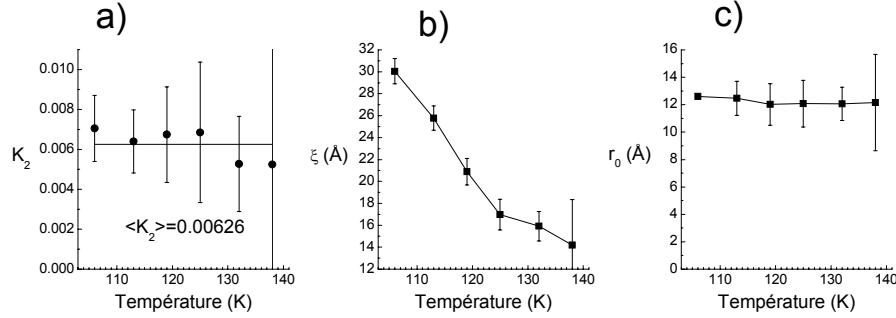 a)
0.010
0.008
0.006
0.004
0.002
0.000
K2
<K2>=0.00626
110 120 130 140
Température (K)
b)
32
30
28
26
24
22
20
18
16
14
12
ξ (Å)
110 120 130 140
Température (K)
c)
16
14
12
10
8
6
4
2
0
r0 (Å)
110 120 130 140
Température (K)